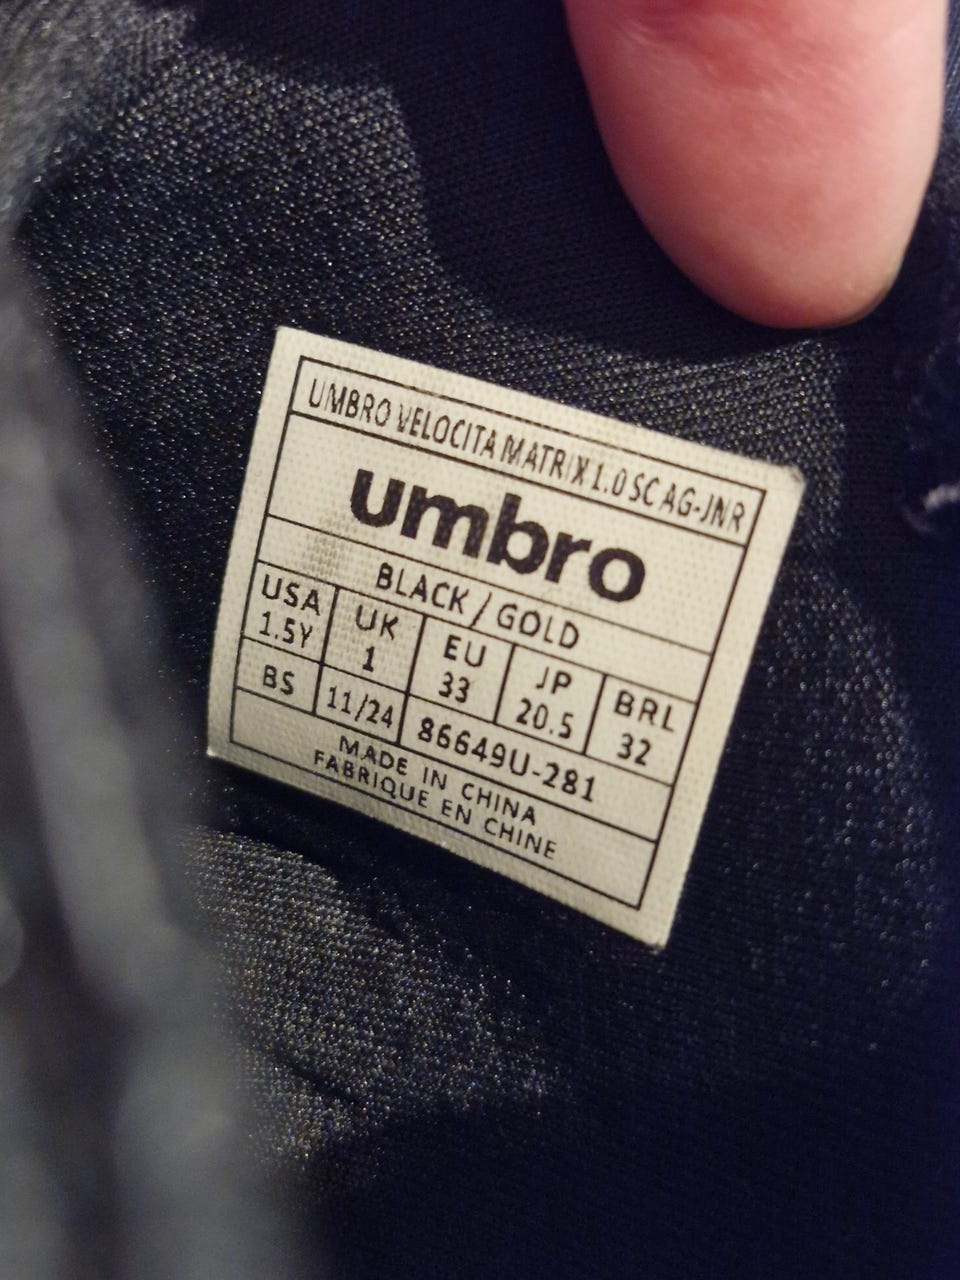 UMBRO VELOCITA MATRIX 1.0 SC AG-JNR
umbro
BLACK / GOLD
USA UK EU JP BRL
1.5Y 1 33 20.5 32
BS 11/24 86649U-281
MADE IN CHINA
FABRIQUE EN CHINE